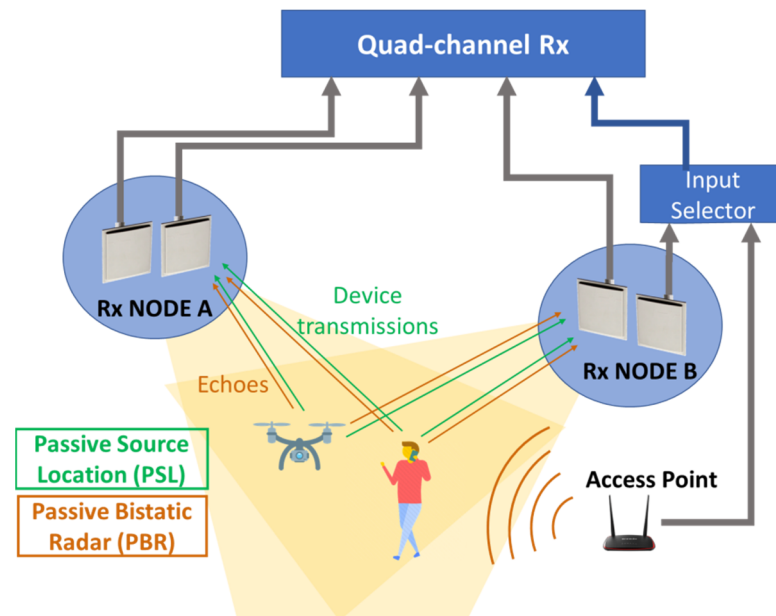 Quad-channel Rx
Input
Selector
Rx NODE A
Device
transmissions
Rx NODE B
Echoes
Passive Source
Location (PSL)
Access Point
Passive Bistatic
Radar (PBR)